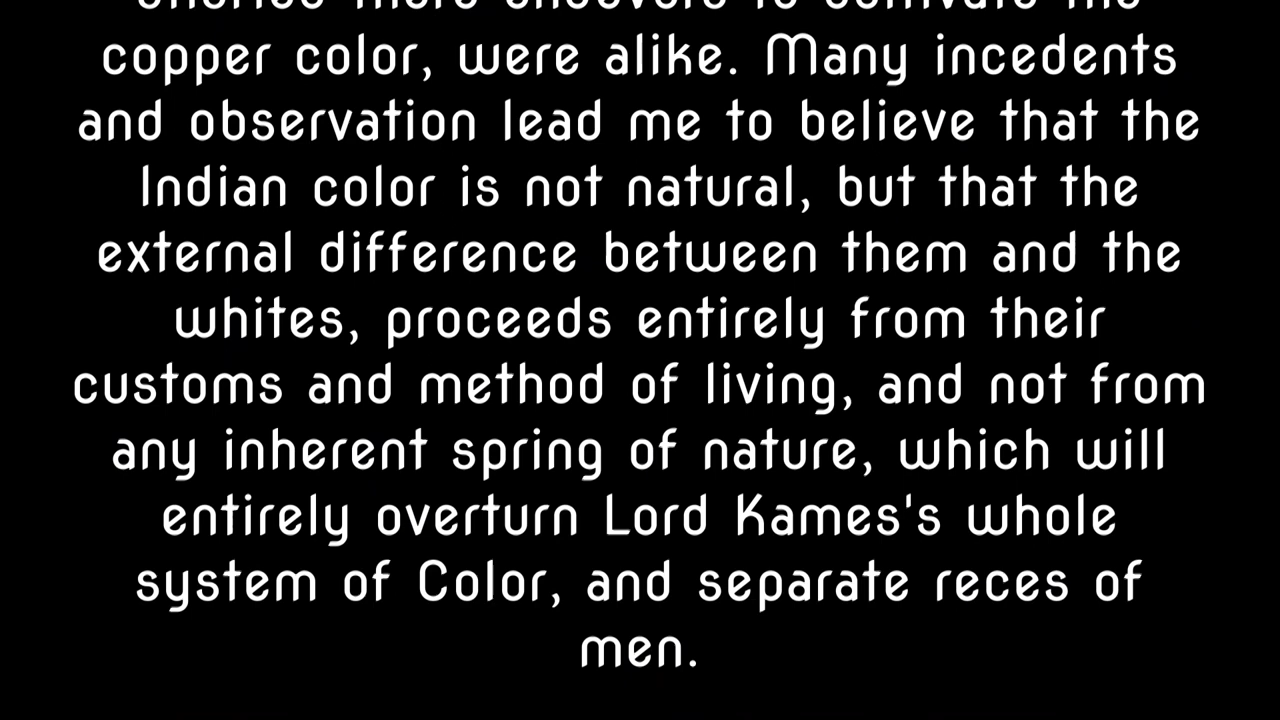 copper color, were alike. Many incedents
and observation lead me to believe that the
Indian color is not natural, but that the
external difference between them and the
whites, proceeds entirely from their
customs and method of living, and not from
any inherent spring of nature, which will
entirely overturn Lord Kames's whole
system of Color, and separate reces of
men.